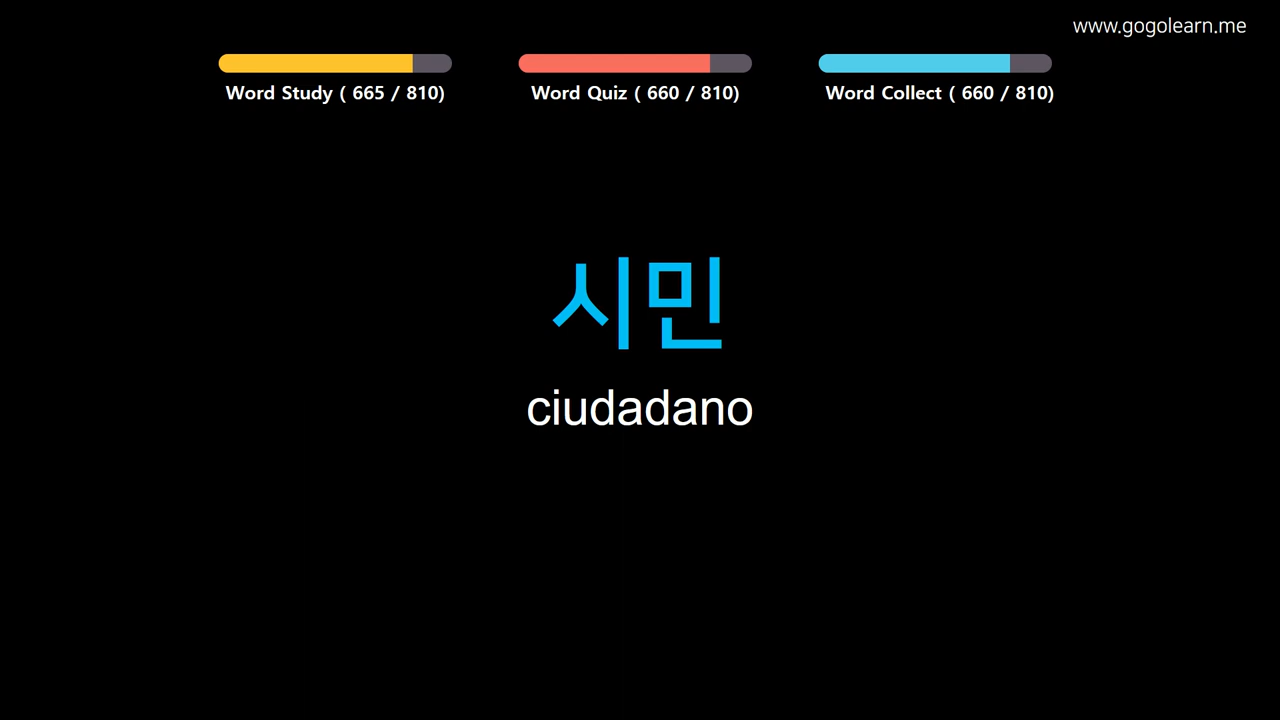 www.gogolearn.me
Word Study ( 665 / 810)
Word Quiz ( 660 / 810)
Word Collect ( 660 / 810)
시민
ciudadano